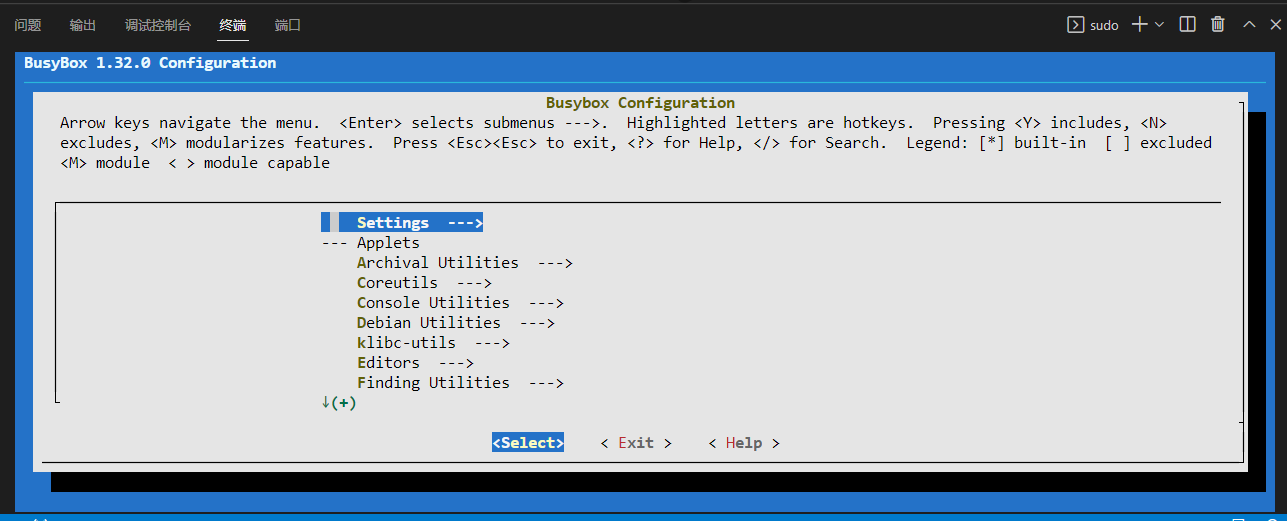 问题 输出 调试控制台 终端 端口 sudo
BusyBox 1.32.0 Configuration
Busybox Configuration
Arrow keys navigate the menu.  <Enter> selects submenus --->.  Highlighted letters are hotkeys.  Pressing <Y> includes, <N>
excludes, <M> modularizes features.  Press <Esc><Esc> to exit, <?> for Help, </> for Search.  Legend: [*] built-in  [ ] excluded
<M> module  < > module capable
Settings  --->
--- Applets
Archival Utilities  --->
Coreutils  --->
Console Utilities  --->
Debian Utilities  --->
klibc-utils  --->
Editors  --->
Finding Utilities  --->
↓(+)
<Select>    < Exit >    < Help >